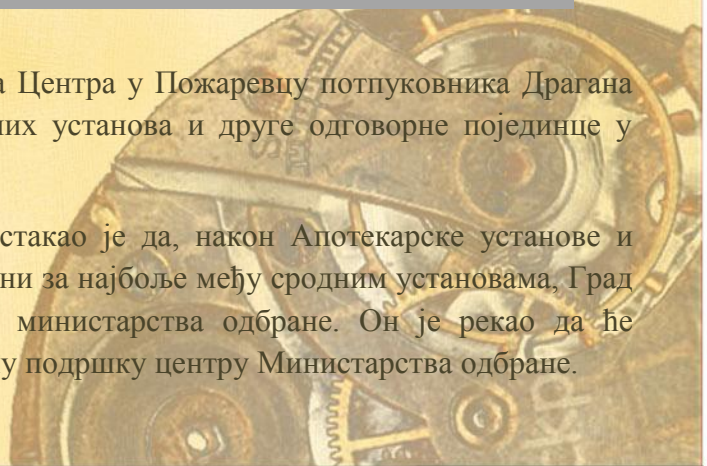 а Центра у Пожаревцу потпуковника Драгана
них установа и друге одговорне појединце у
стакао је да, након Апотекарске установе и
ни за најбоље међу сродним установама, Град
министарства одбране. Он је рекао да ће
у подршку центру Министарства одбране.